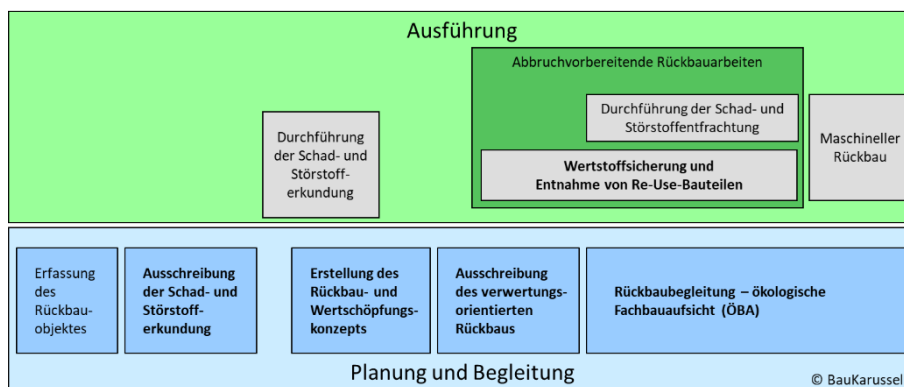 Ausführung
Abbruchvorbereitende Rückbauarbeiten
Durchführung der Schad- und
Störstoffentfrachtung
Durchführung
der Schad- und
Störstoff-
erkundung
Wertstoffsicherung und
Entnahme von Re-Use-Bauteilen
Maschineller
Rückbau
Erfassung
des
Rückbau-
objektes
Ausschreibung
der Schad- und
Störstoff-
erkundung
Erstellung des
Rückbau- und
Wertschöpfungs-
konzepts
Ausschreibung
des verwertungs-
orientierten
Rückbaus
Rückbaubegleitung – ökologische
Fachbauaufsicht (ÖBA)
Planung und Begleitung
© BauKarussell